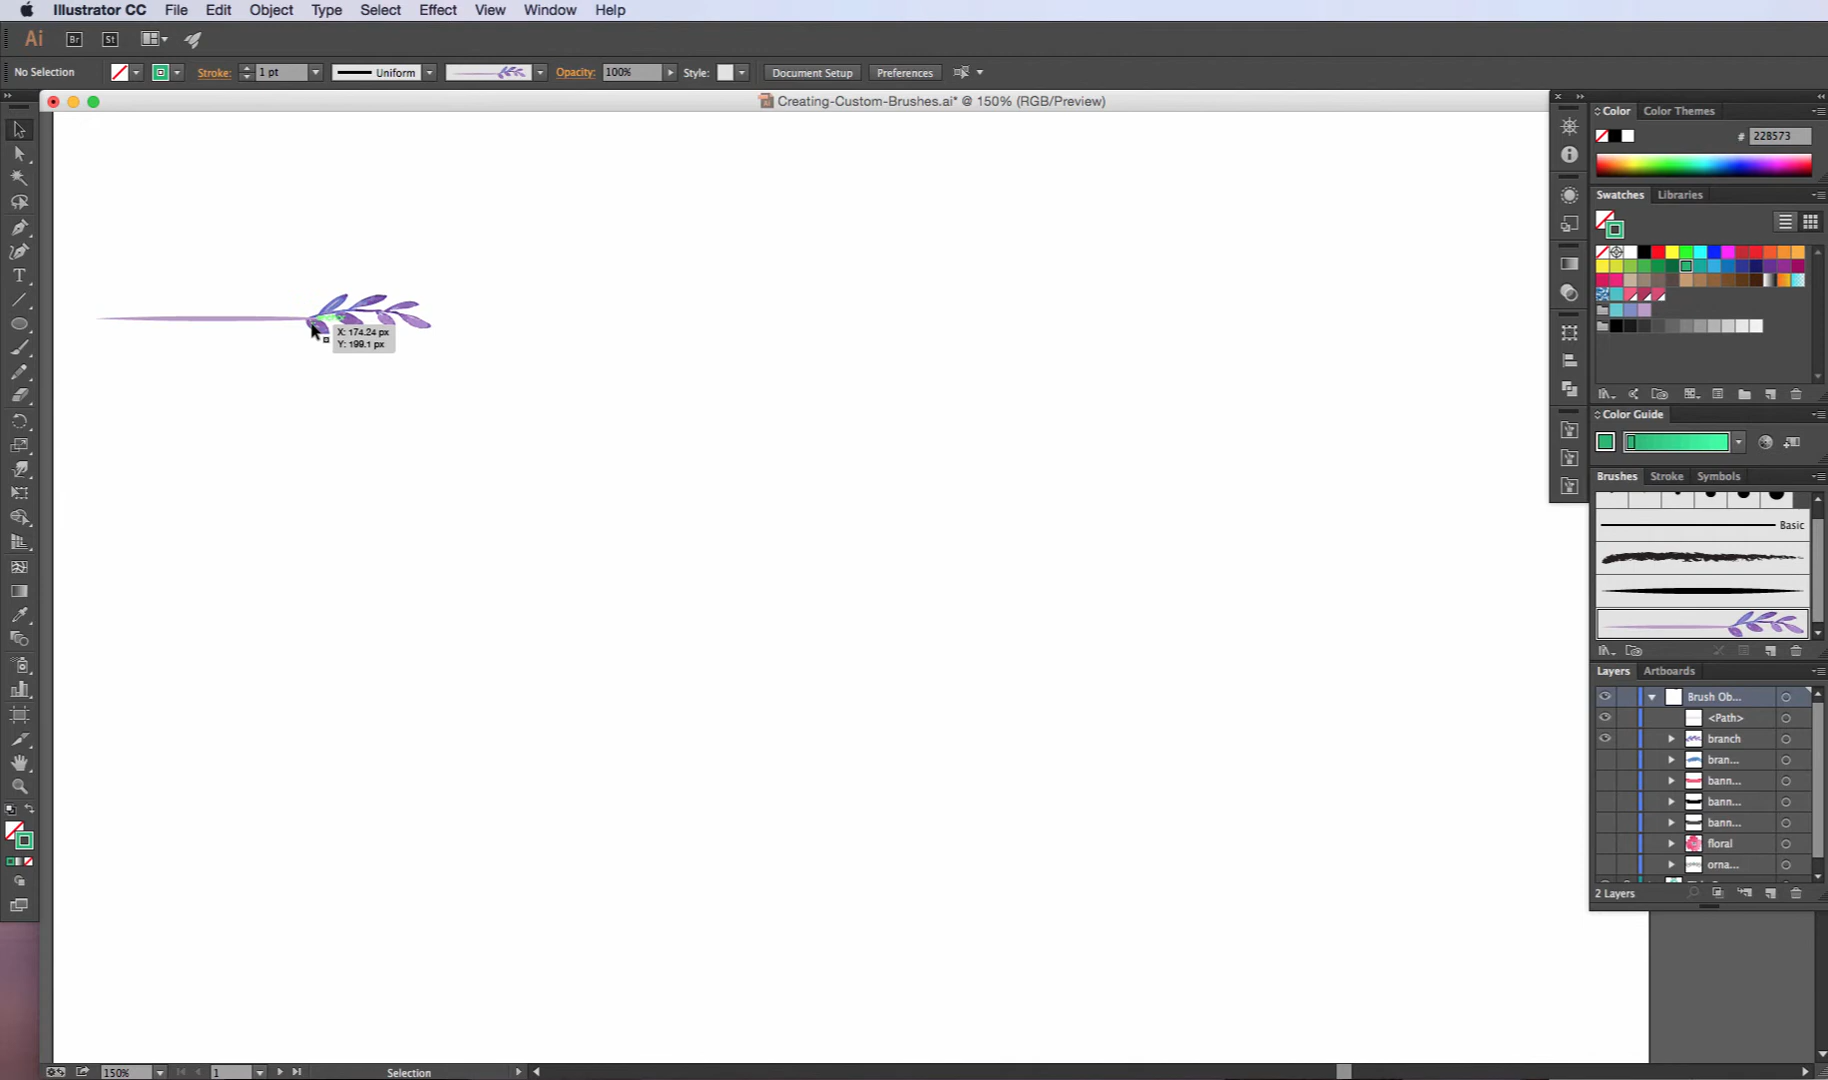 Illustrator CC File Edit Object Type Select Effect View Window Help
Ai Br St
No Selection Stroke: 1 pt Uniform Opacity: 100% Style: Document Setup Preferences
Creating-Custom-Brushes.ai* @ 150% (RGB/Preview)
Color Color Themes
# 228573
Swatches Libraries
X: 174.24 px
Y: 199.1 px
Color Guide
Brushes Stroke Symbols
Basic
Layers Artboards
Brush Ob...
<Path>
branch
bran...
bann...
bann...
bann...
floral
orna...
2 Layers
150% 1 Selection